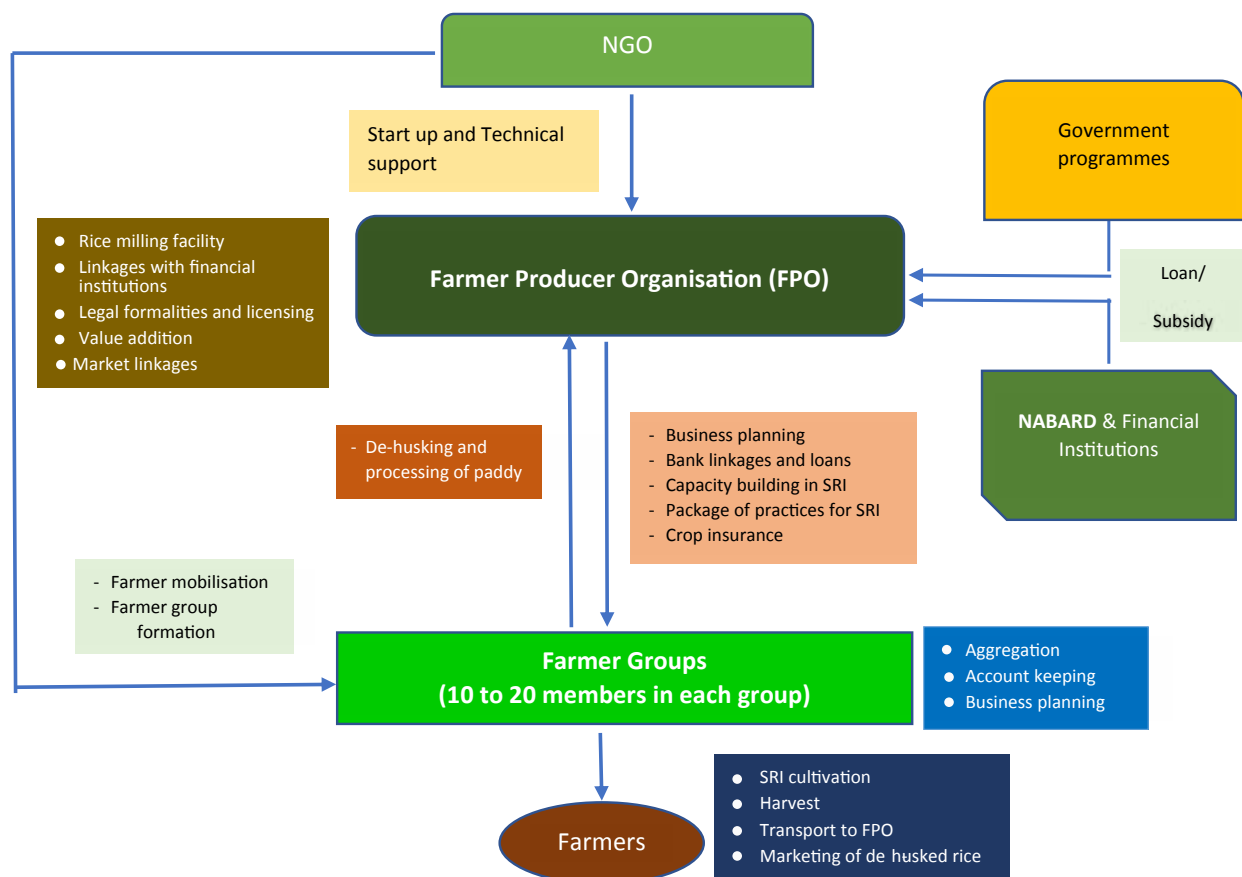 NGO
Start up and Technical
support
Government
programmes
● Rice milling facility
● Linkages with financial
institutions
● Legal formalities and licensing
● Value addition
● Market linkages
Farmer Producer Organisation (FPO)
Loan/
Subsidy
NABARD & Financial
Institutions
- De-husking and
processing of paddy
- Business planning
- Bank linkages and loans
- Capacity building in SRI
- Package of practices for SRI
- Crop insurance
- Farmer mobilisation
- Farmer group
formation
Farmer Groups
(10 to 20 members in each group)
● Aggregation
● Account keeping
● Business planning
Farmers
● SRI cultivation
● Harvest
● Transport to FPO
● Marketing of de husked rice